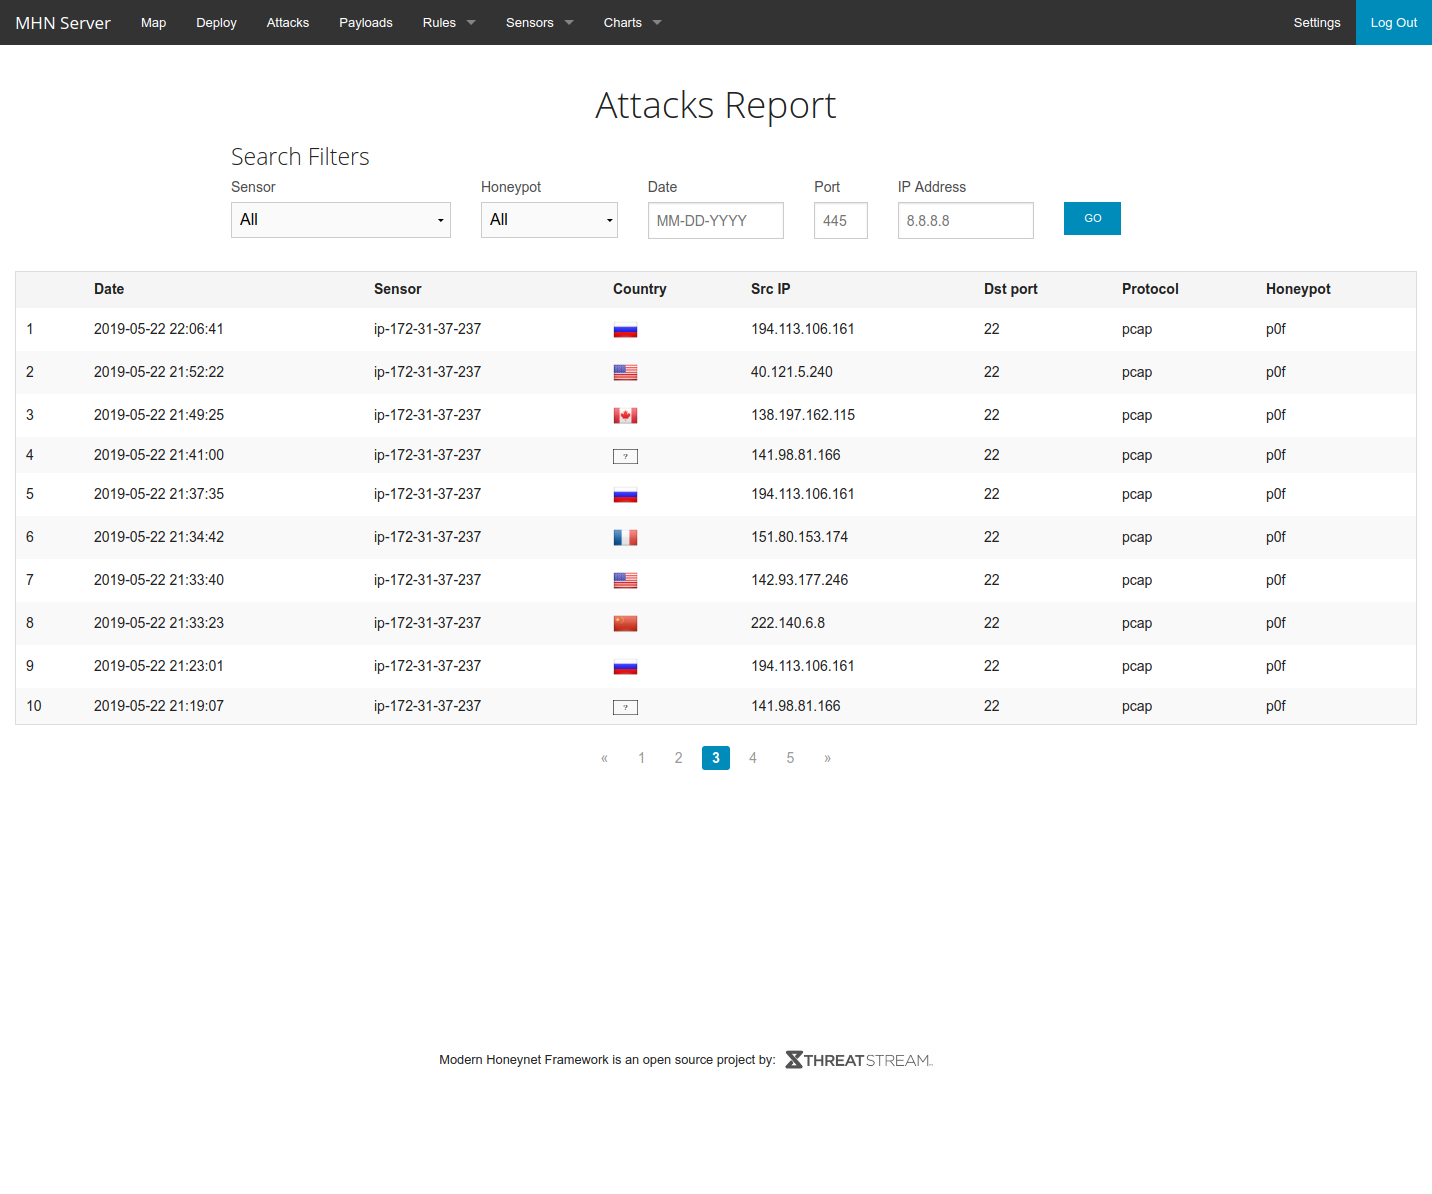 MHN Server Map Deploy Attacks Payloads Rules Sensors Charts Settings Log Out
Attacks Report
Search Filters
Sensor Honeypot Date Port IP Address
All All MM-DD-YYYY 445 8.8.8.8 GO
Date Sensor Country Src IP Dst port Protocol Honeypot
1 2019-05-22 22:06:41 ip-172-31-37-237 194.113.106.161 22 pcap p0f
2 2019-05-22 21:52:22 ip-172-31-37-237 40.121.5.240 22 pcap p0f
3 2019-05-22 21:49:25 ip-172-31-37-237 138.197.162.115 22 pcap p0f
4 2019-05-22 21:41:00 ip-172-31-37-237 ? 141.98.81.166 22 pcap p0f
5 2019-05-22 21:37:35 ip-172-31-37-237 194.113.106.161 22 pcap p0f
6 2019-05-22 21:34:42 ip-172-31-37-237 151.80.153.174 22 pcap p0f
7 2019-05-22 21:33:40 ip-172-31-37-237 142.93.177.246 22 pcap p0f
8 2019-05-22 21:33:23 ip-172-31-37-237 222.140.6.8 22 pcap p0f
9 2019-05-22 21:23:01 ip-172-31-37-237 194.113.106.161 22 pcap p0f
10 2019-05-22 21:19:07 ip-172-31-37-237 ? 141.98.81.166 22 pcap p0f
« 1 2 3 4 5 »
Modern Honeynet Framework is an open source project by: THREATSTREAM